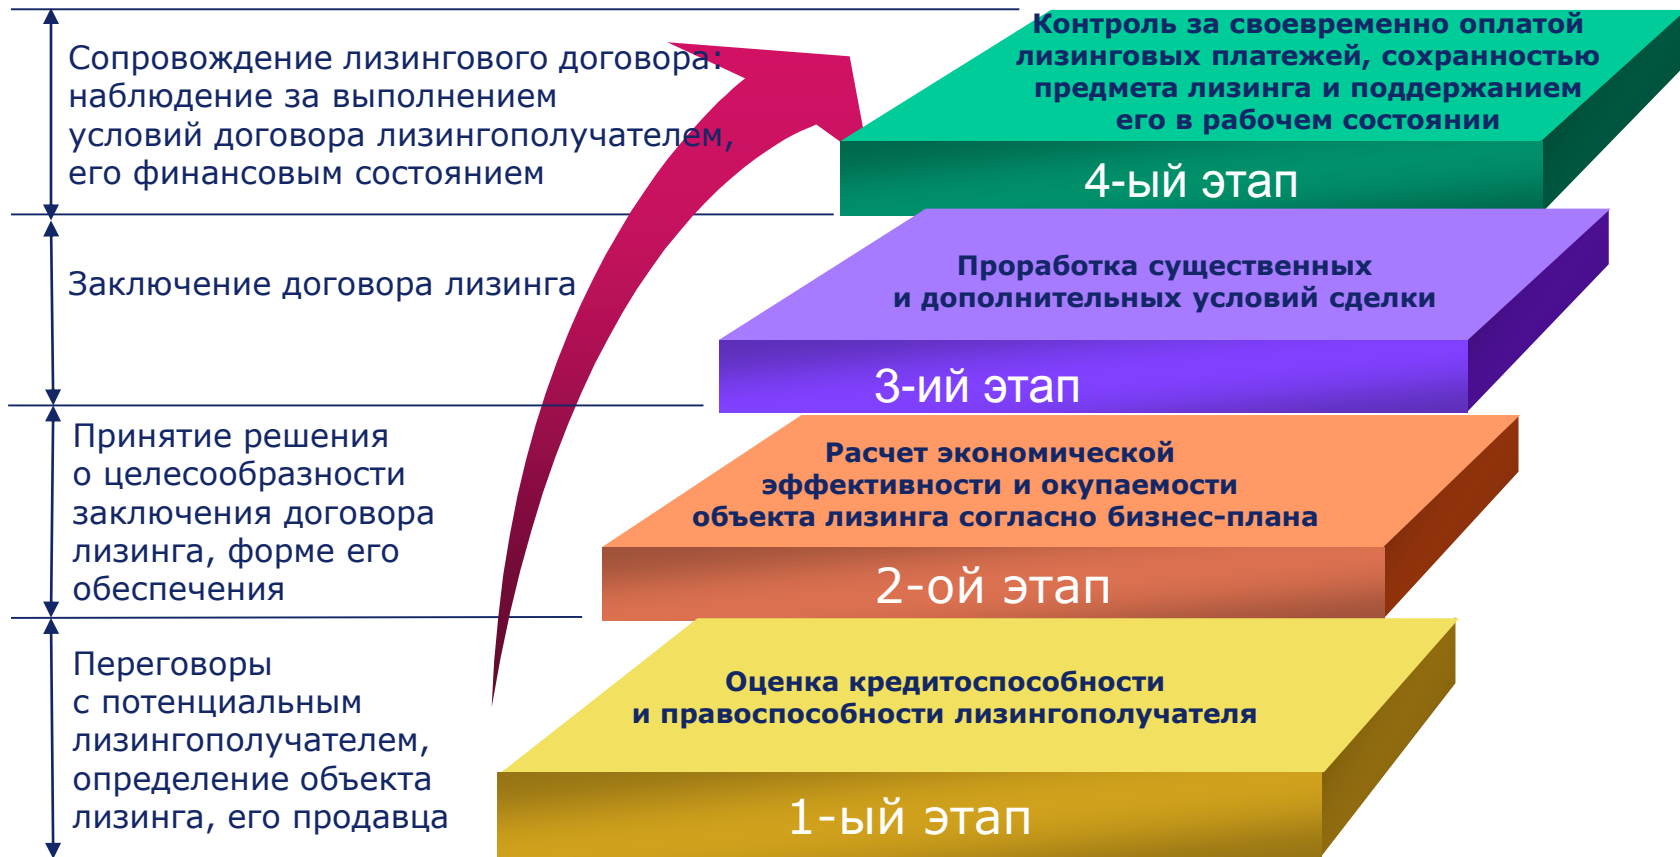 Сопровождение лизингового договора:
наблюдение за выполнением
условий договора лизингополучателем,
его финансовым состоянием
Контроль за своевременно оплатой
лизинговых платежей, сохранностью
предмета лизинга и поддержанием
его в рабочем состоянии
4-ый этап
Заключение договора лизинга
Проработка существенных
и дополнительных условий сделки
3-ий этап
Принятие решения
о целесообразности
заключения договора
лизинга, форме его
обеспечения
Расчет экономической
эффективности и окупаемости
объекта лизинга согласно бизнес-плана
2-ой этап
Переговоры
с потенциальным
лизингополучателем,
определение объекта
лизинга, его продавца
Оценка кредитоспособности
и правоспособности лизингополучателя
1-ый этап